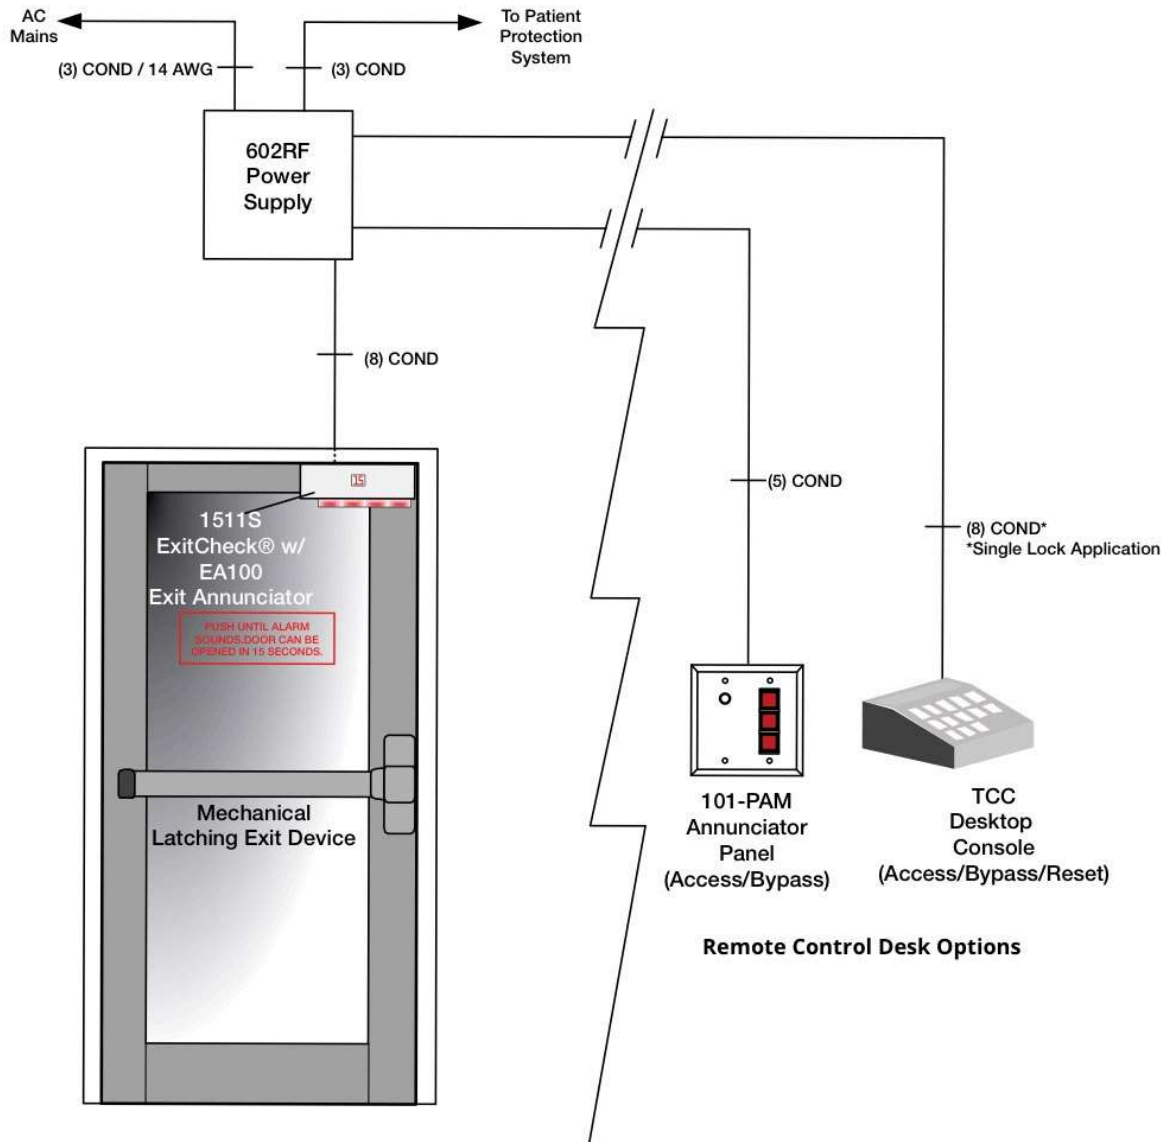 AC
Mains
To Patient
Protection
System
(3) COND / 14 AWG
(3) COND
602RF
Power
Supply
(8) COND
15
1511S
ExitCheck® w/
EA100
Exit Annunciator
PUSH UNTIL ALARM
SOUNDS.DOOR CAN BE
OPENED IN 15 SECONDS.
Mechanical
Latching Exit Device
(5) COND
(8) COND*
*Single Lock Application
101-PAM
Annunciator
Panel
(Access/Bypass)
TCC
Desktop
Console
(Access/Bypass/Reset)
Remote Control Desk Options